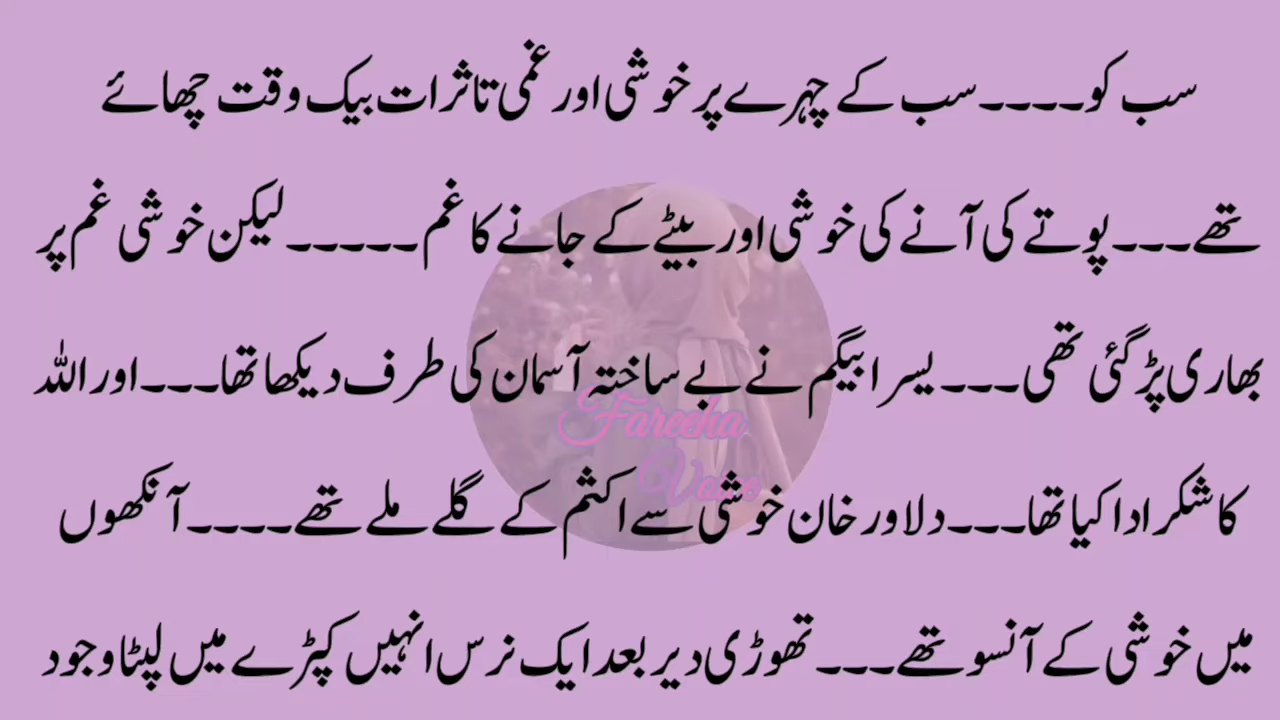 سب کو۔۔۔۔سب کے چہرے پر خوشی اور غمی تاثرات بیک وقت چھائے
تھے۔۔۔پوتے کی آنے کی خوشی اور بیٹے کے جانے کا غم۔۔۔۔۔لیکن خوشی غم پر
بھاری پڑ گئی تھی۔۔۔یسرا بیگم نے بے ساختہ آسمان کی طرف دیکھا تھا۔۔۔اور اللہ
کا شکر ادا کیا تھا۔۔۔دلاور خان خوشی سے اکثم کے گلے ملے تھے۔۔۔۔آنکھوں
میں خوشی کے آنسو تھے۔۔۔تھوڑی دیر بعد ایک نرس انہیں کپڑے میں لپٹا وجود
Fareeha
Voice